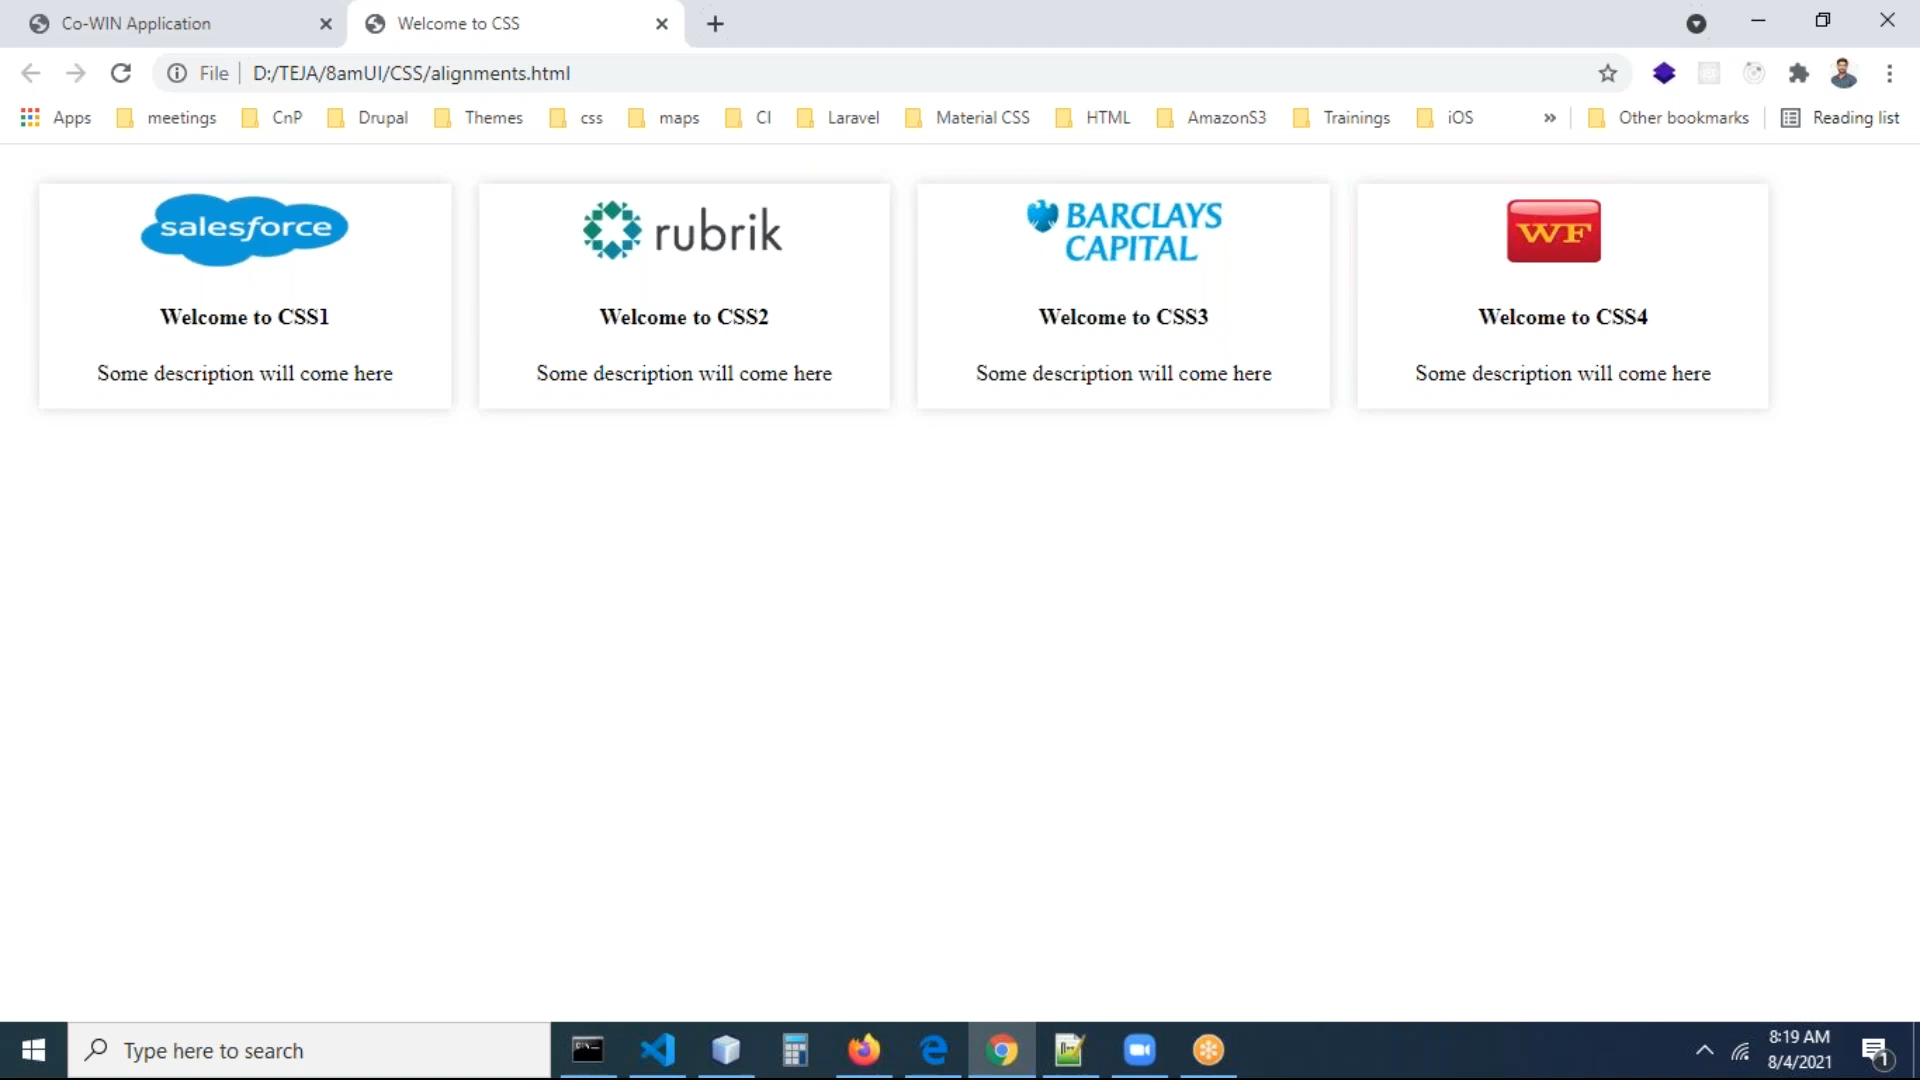 Co-WIN Application
Welcome to CSS
File D:/TEJA/8amUI/CSS/alignments.html
Apps meetings CnP Drupal Themes css maps CI Laravel Material CSS HTML AmazonS3 Trainings iOS » Other bookmarks Reading list
salesforce
rubrik
BARCLAYS
CAPITAL
WF
Welcome to CSS1
Welcome to CSS2
Welcome to CSS3
Welcome to CSS4
Some description will come here
Some description will come here
Some description will come here
Some description will come here
Type here to search
8:19 AM
8/4/2021
1